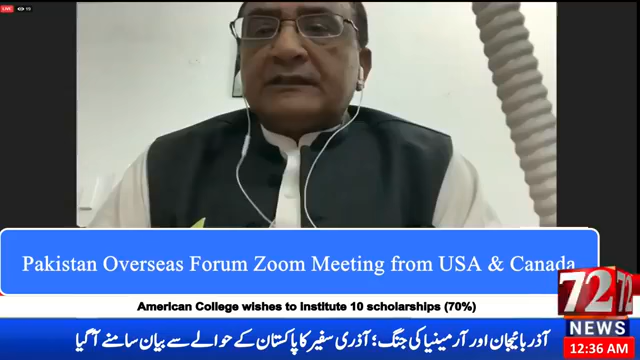 LIVE
Pakistan Overseas Forum Zoom Meeting from USA & Canada
American College wishes to institute 10 scholarships (70%)
72
NEWS
آذربائیجان اور آرمینیا کی جنگ؛ آذری سفیر کا پاکستان کے حوالے سے بیان سامنے آگیا
12:36 AM